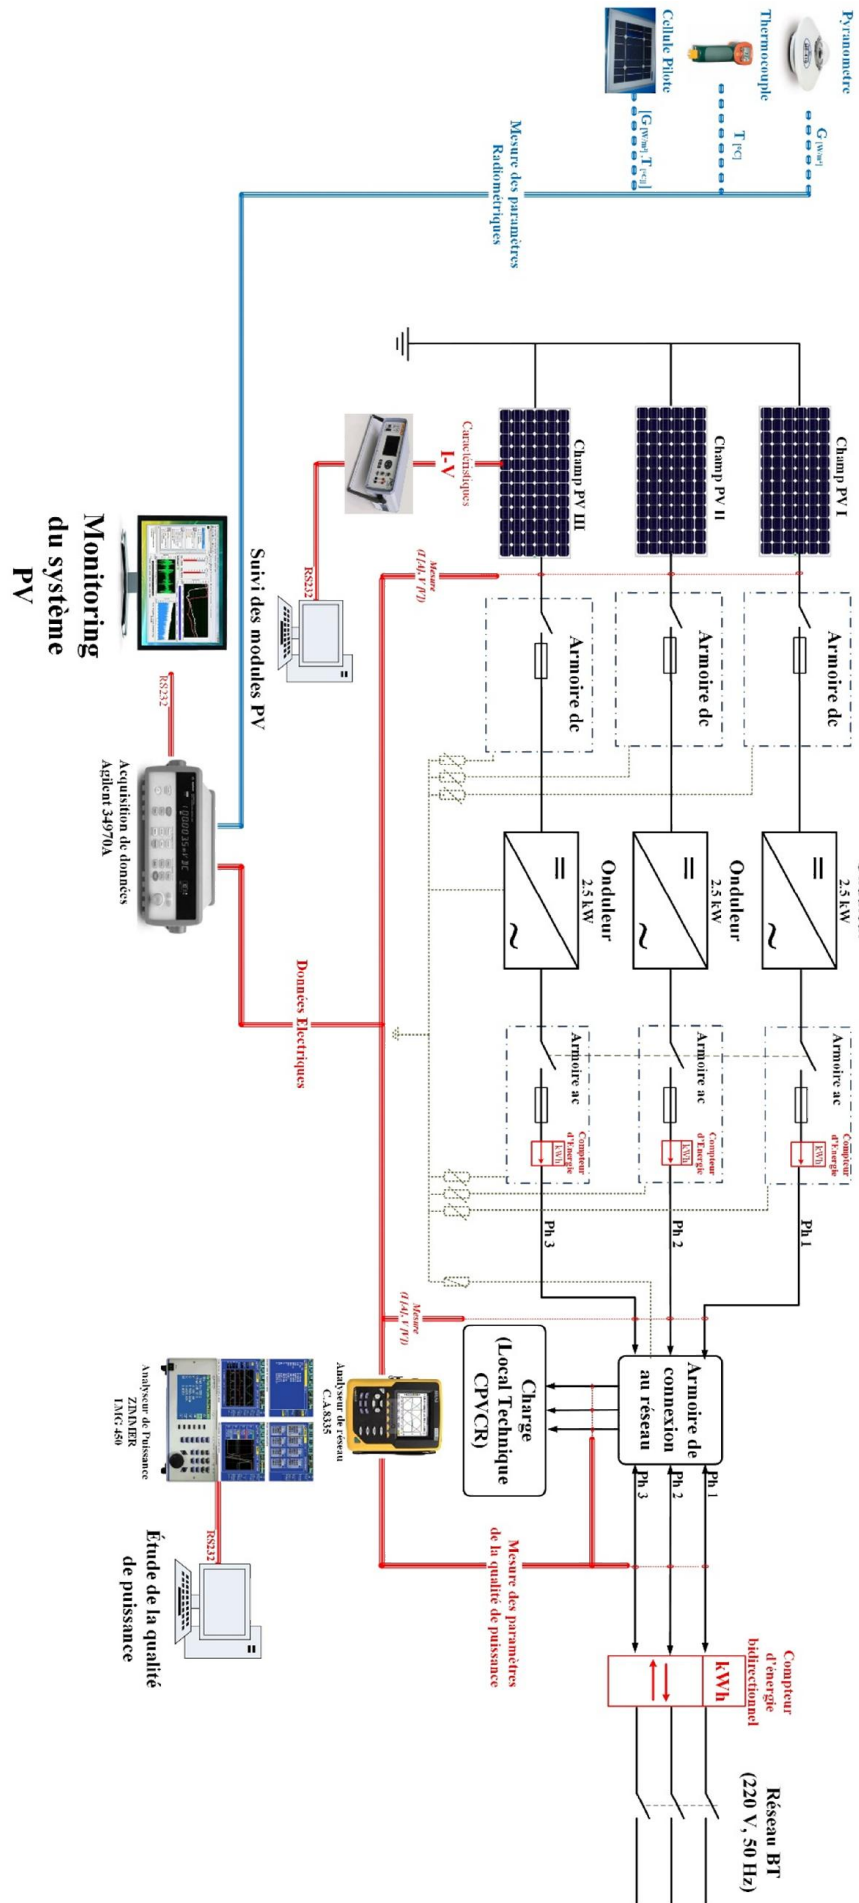 Pyranometre
Thermocouple
Cellule Pilote
G [W/m²]
T [°C]
[G [W/m²] ,T [°C]]
Mesure des paramètres
Radiométriques
Champ PV I
Champ PV II
Champ PV III
Caractéristiques
I-V
RS232
Suivi des modules PV
Mesure
(I [A], V [V])
Armoire dc
Armoire dc
Armoire dc
2.5 kW
Onduleur
2.5 kW
Onduleur
2.5 kW
Armoire ac
Armoire ac
Armoire ac
Compteur
d'Energie
kWh
Compteur
d'Energie
kWh
Compteur
d'Energie
kWh
Ph 1
Ph 2
Ph 3
Monitoring
du système
PV
RS232
Acquisition de données
Agilent 34970A
Données Electriques
Mesure
(I [A], V [V])
Armoire de
connexion
au réseau
Charge
(Local Technique
CPVCR)
Ph 1
Ph 2
Ph 3
Analyseur de réseau
C.A.8335
Analyseur de Puissance
ZIMMER
LMG 450
RS232
Étude de la qualité
de puissance
Mesure des paramètres
de la qualité de puissance
Compteur
d'énergie
bidirectionnel
kWh
Réseau BT
(220 V, 50 Hz)